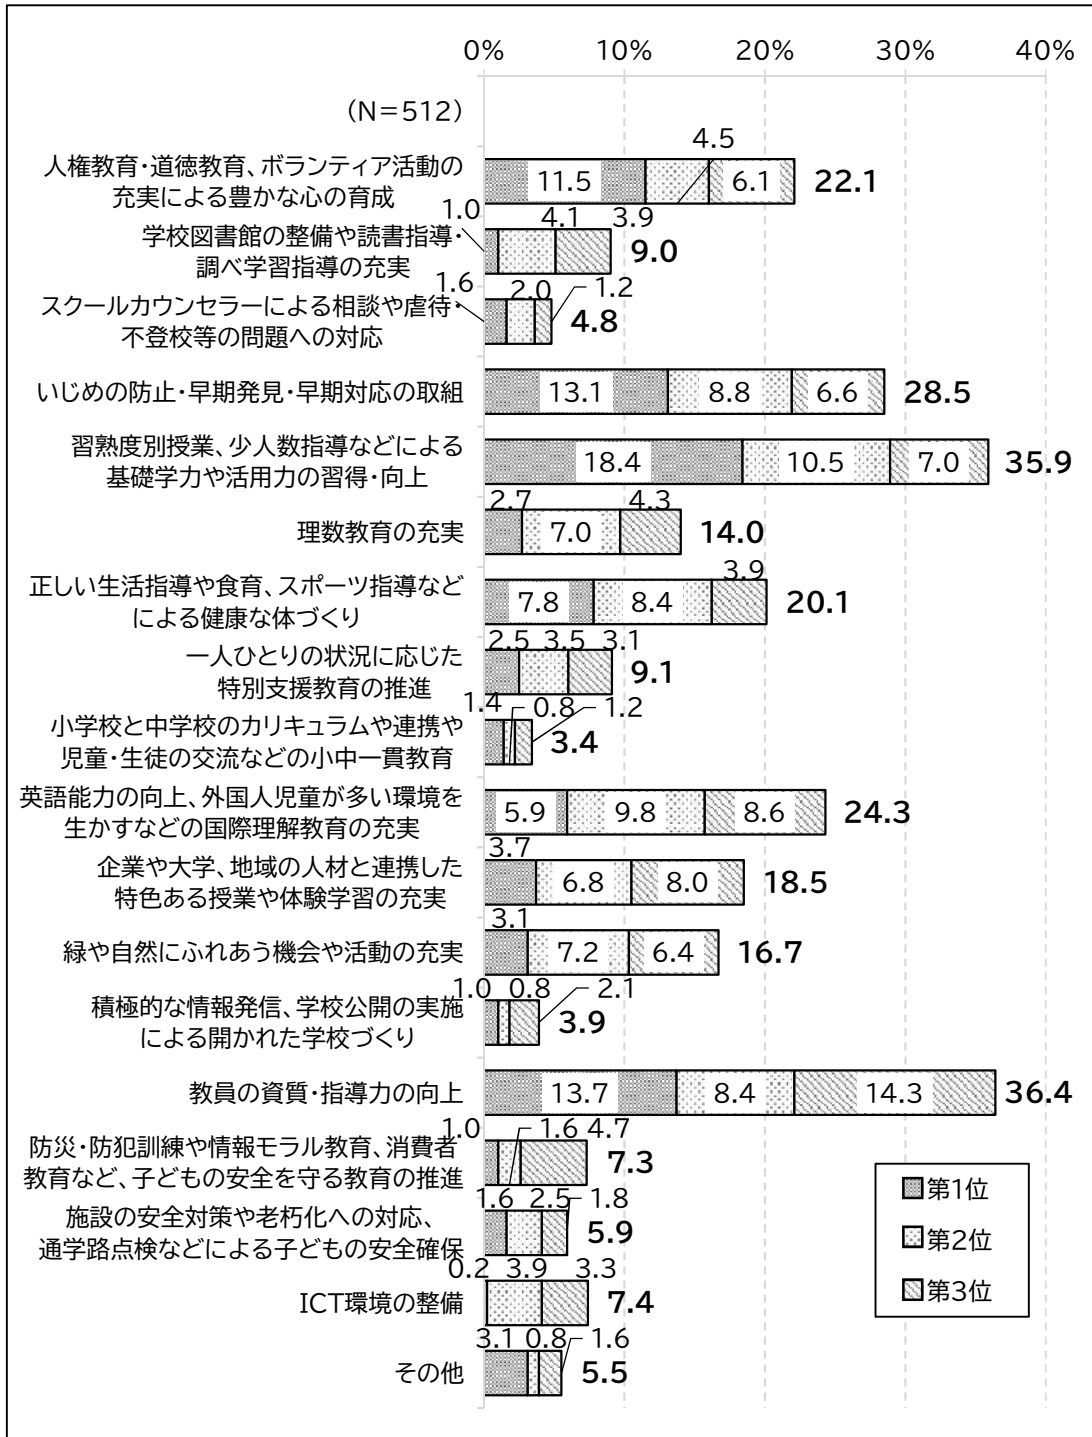 0% 10% 20% 30% 40%
(N=512)
4.5
人権教育・道徳教育、ボランティア活動の
充実による豊かな心の育成
11.5 6.1 22.1
1.0 4.1 3.9
学校図書館の整備や読書指導・
調べ学習指導の充実
9.0
1.6 2.0 1.2
スクールカウンセラーによる相談や虐待・
不登校等の問題への対応
4.8
いじめの防止・早期発見・早期対応の取組 13.1 8.8 6.6 28.5
習熟度別授業、少人数指導などによる
基礎学力や活用力の習得・向上
18.4 10.5 7.0 35.9
2.7 4.3
理数教育の充実 7.0 14.0
3.9
正しい生活指導や食育、スポーツ指導など
による健康な体づくり
7.8 8.4 20.1
2.5 3.5 3.1
一人ひとりの状況に応じた
特別支援教育の推進
9.1
1.4 0.8 1.2
小学校と中学校のカリキュラムや連携や
児童・生徒の交流などの小中一貫教育
3.4
英語能力の向上、外国人児童が多い環境を
生かすなどの国際理解教育の充実
5.9 9.8 8.6 24.3
3.7
企業や大学、地域の人材と連携した
特色ある授業や体験学習の充実
6.8 8.0 18.5
3.1
緑や自然にふれあう機会や活動の充実 7.2 6.4 16.7
1.0 0.8 2.1
積極的な情報発信、学校公開の実施
による開かれた学校づくり
3.9
教員の資質・指導力の向上 13.7 8.4 14.3 36.4
1.0 1.6 4.7
防災・防犯訓練や情報モラル教育、消費者
教育など、子どもの安全を守る教育の推進
7.3
1.6 2.5 1.8
施設の安全対策や老朽化への対応、
通学路点検などによる子どもの安全確保
5.9
0.2 3.9 3.3
ICT環境の整備 7.4
3.1 0.8 1.6
その他 5.5
第1位
第2位
第3位